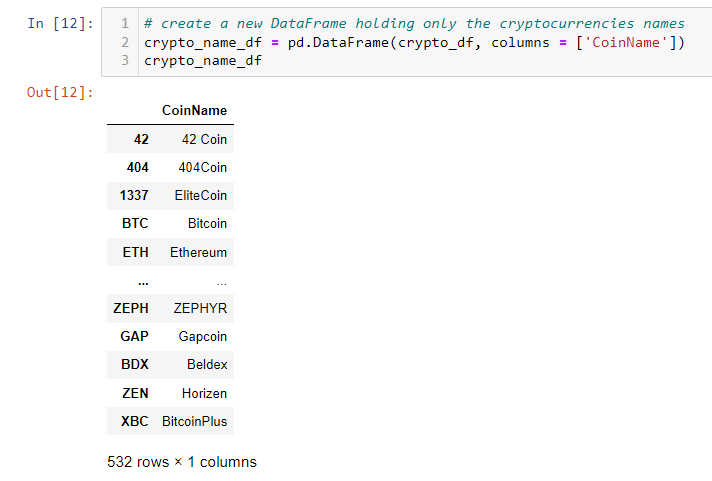 In [12]:
1 # create a new DataFrame holding only the cryptocurrencies names
2 crypto_name_df = pd.DataFrame(crypto_df, columns = ['CoinName'])
3 crypto_name_df
Out[12]:
CoinName
42 42 Coin
404 404Coin
1337 EliteCoin
BTC Bitcoin
ETH Ethereum
... ...
ZEPH ZEPHYR
GAP Gapcoin
BDX Beldex
ZEN Horizen
XBC BitcoinPlus
532 rows × 1 columns